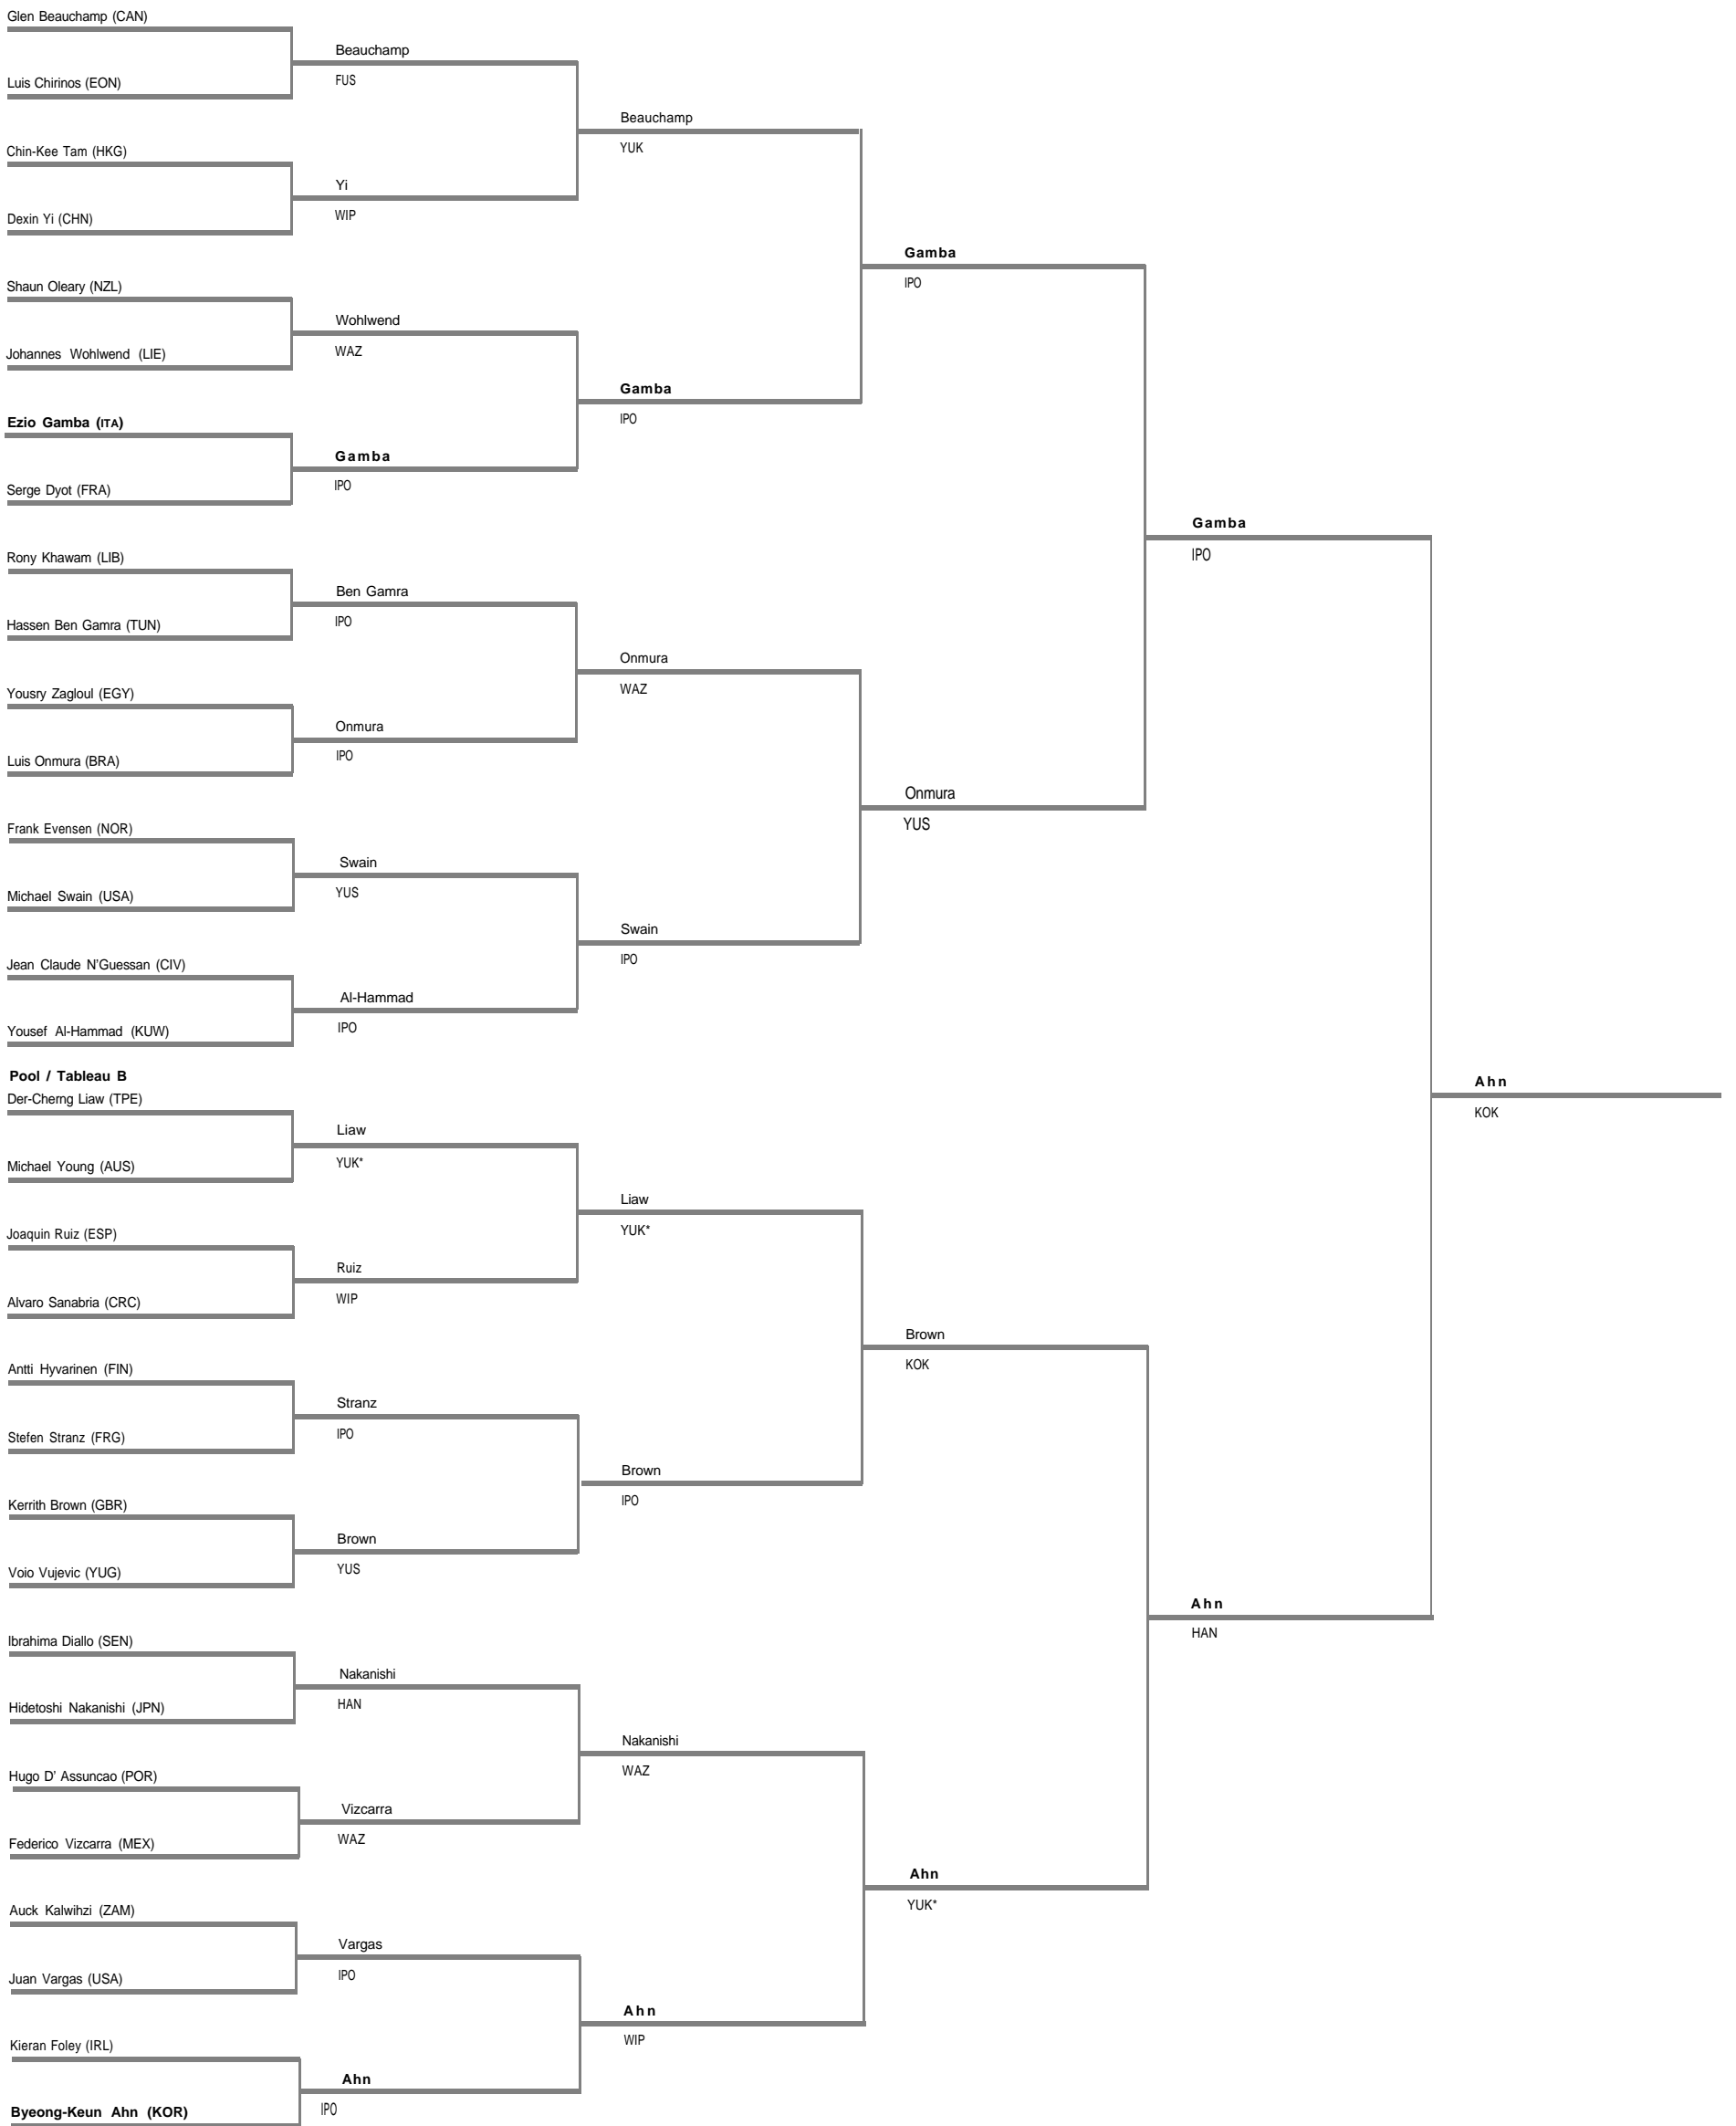 Glen Beauchamp (CAN)
Beauchamp
FUS
Luis Chirinos (EON)
Beauchamp
YUK
Chin-Kee Tam (HKG)
Yi
WIP
Dexin Yi (CHN)
Gamba
IPO
Shaun Oleary (NZL)
Wohlwend
WAZ
Johannes Wohlwend (LIE)
Gamba
IPO
Ezio Gamba (ITA)
Gamba
IPO
Serge Dyot (FRA)
Gamba
IPO
Rony Khawam (LIB)
Ben Gamra
IPO
Hassen Ben Gamra (TUN)
Onmura
WAZ
Yousry Zagloul (EGY)
Onmura
IPO
Luis Onmura (BRA)
Onmura
YUS
Frank Evensen (NOR)
Swain
YUS
Michael Swain (USA)
Swain
IPO
Jean Claude N'Guessan (CIV)
Al-Hammad
IPO
Yousef Al-Hammad (KUW)
Pool / Tableau B
Ahn
KOK
Der-Cherng Liaw (TPE)
Liaw
YUK*
Michael Young (AUS)
Liaw
YUK*
Joaquin Ruiz (ESP)
Ruiz
WIP
Alvaro Sanabria (CRC)
Brown
KOK
Antti Hyvarinen (FIN)
Stranz
IPO
Stefen Stranz (FRG)
Brown
IPO
Kerrith Brown (GBR)
Brown
YUS
Voio Vujevic (YUG)
Ahn
HAN
Ibrahima Diallo (SEN)
Nakanishi
HAN
Hidetoshi Nakanishi (JPN)
Nakanishi
WAZ
Hugo D' Assuncao (POR)
Vizcarra
WAZ
Federico Vizcarra (MEX)
Ahn
YUK*
Auck Kalwihzi (ZAM)
Vargas
IPO
Juan Vargas (USA)
Ahn
WIP
Kieran Foley (IRL)
Ahn
IPO
Byeong-Keun Ahn (KOR)